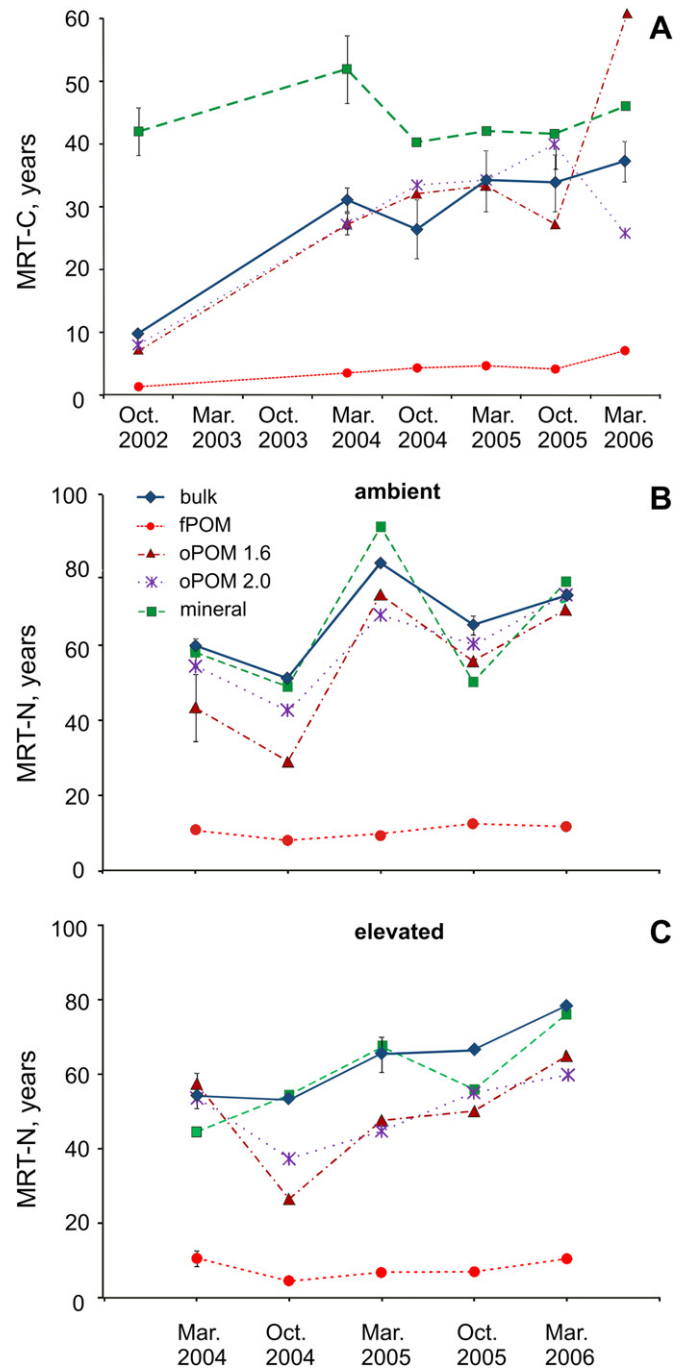 A
MRT-C, years
60
50
40
30
20
10
0
Oct. Mar. Oct. Mar. Oct. Mar. Oct. Mar.
2002 2003 2003 2004 2004 2005 2005 2006
B
ambient
MRT-N, years
100
80
60
40
20
0
bulk
fPOM
oPOM 1.6
oPOM 2.0
mineral
C
elevated
MRT-N, years
100
80
60
40
20
0
Mar. Oct. Mar. Oct. Mar.
2004 2004 2005 2005 2006